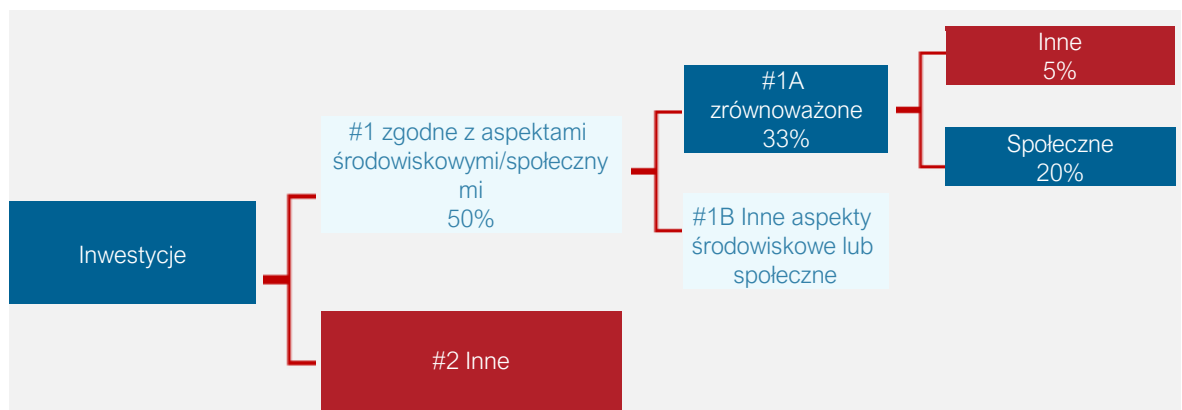 Inwestycje
#1 zgodne z aspektami
środowiskowymi/społeczny
mi
50%
#2 Inne
#1A
zrównoważone
33%
#1B Inne aspekty
środowiskowe lub
społeczne
Inne
5%
Społeczne
20%